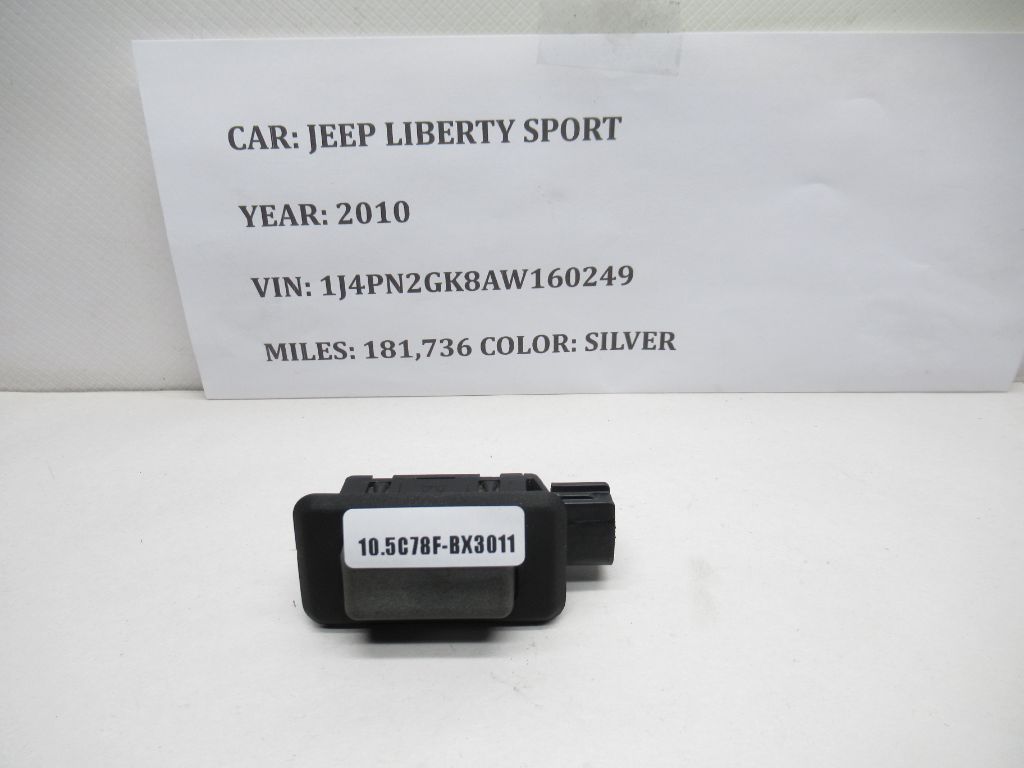 CAR: JEEP LIBERTY SPORT
YEAR: 2010
VIN: 1J4PN2GK8AW160249
MILES: 181,736 COLOR: SILVER
10.5C78F-BX3011